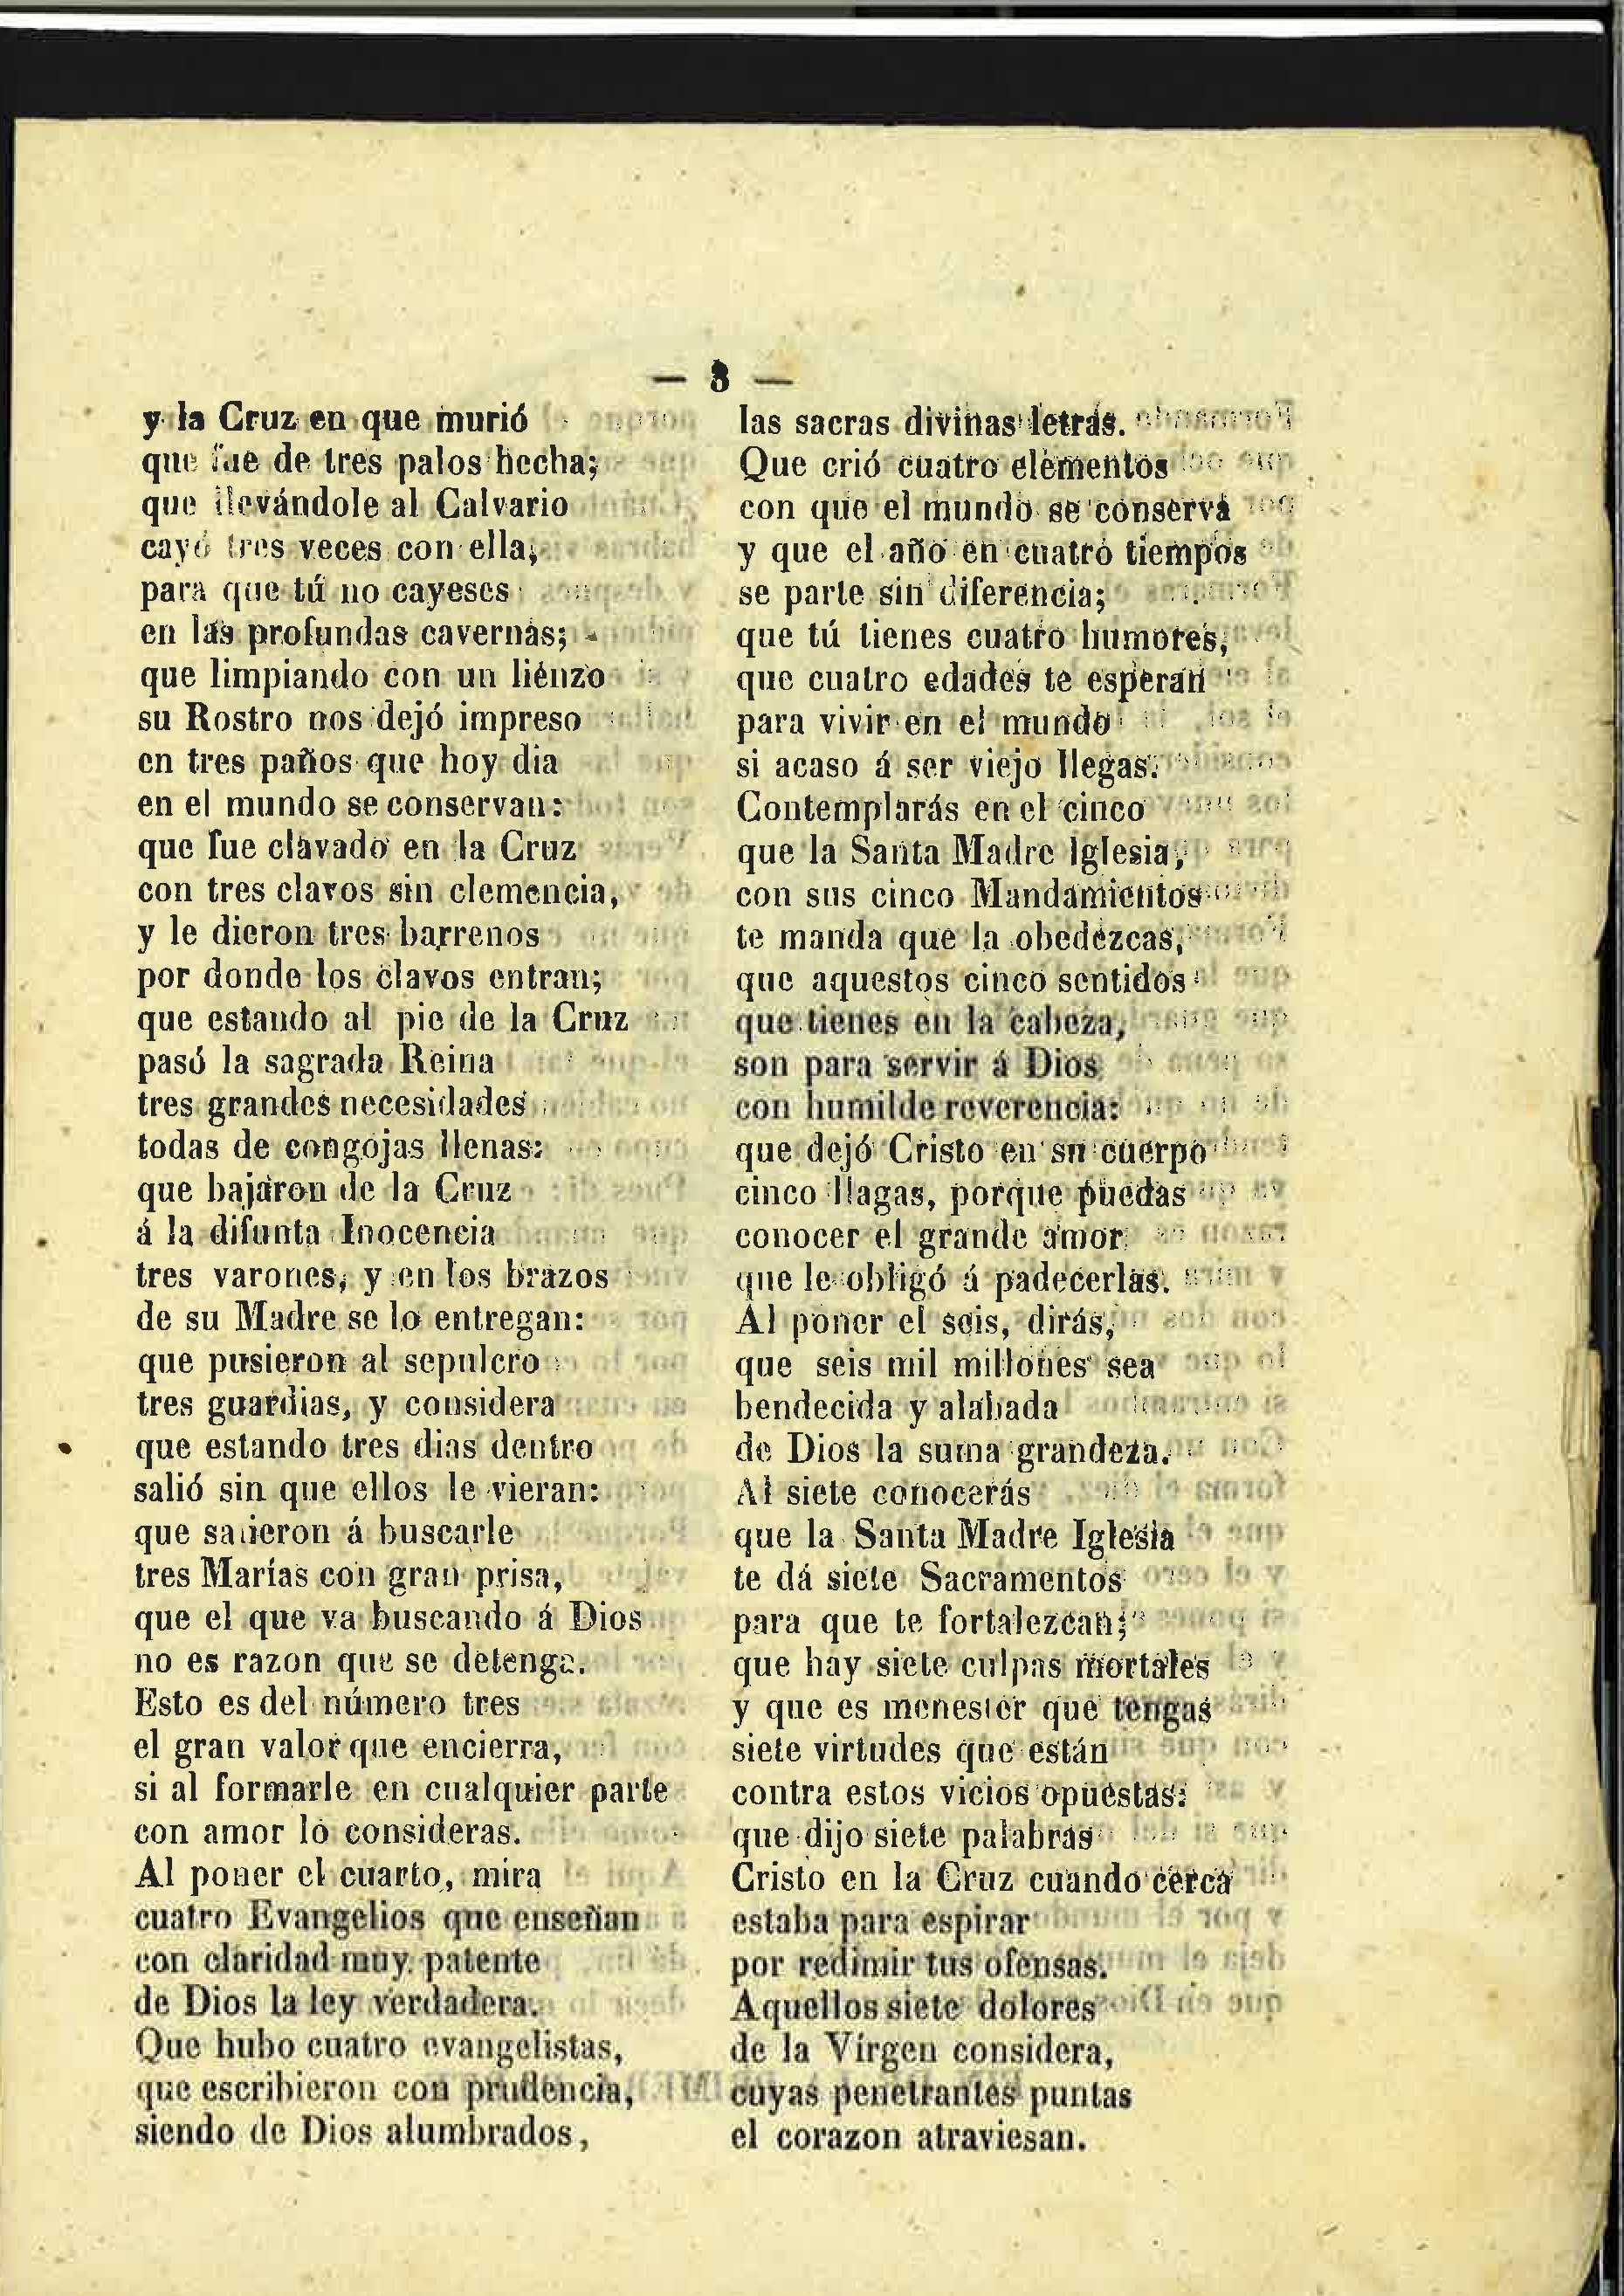 — 3 —
y la Cruz en que murió
que fue de tres palos hecha;
que llevándole al Calvario
cayó tres veces con ella,
para que tú no cayeses
en las profundas cavernas;
que limpiando con un liénzo
su Rostro nos dejó impreso
en tres paños que hoy dia
en el mundo se conservan:
que fue clavado en la Cruz
con tres clavos sin clemencia,
y le dieron tres barrenos
por donde los clavos entran;
que estando al pie de la Cruz
pasó la sagrada Reina
tres grandes necesidades
todas de congojas llenas:
que bajaron de la Cruz
á la difunta Inocencia
tres varones, y en los brazos
de su Madre se lo entregan:
que pusieron al sepulcro
tres guardias, y considera
que estando tres dias dentro
salió sin que ellos le vieran:
que salieron á buscarle
tres Marías con gran prisa,
que el que va buscando á Dios
no es razon que se detenga.
Esto es del número tres
el gran valor que encierra,
si al formarle en cualquier parte
con amor lo consideras.
Al poner el cuarto, mira
cuatro Evangelios que enseñan
con claridad muy patente
de Dios la ley verdadera.
Que hubo cuatro evangelistas,
que escribieron con prudencia,
siendo de Dios alumbrados,
las sacras divinas letras.
Que crió cuatro elementos
con que el mundo se conserva
y que el año en cuatro tiempos
se parte sin diferencia;
que tú tienes cuatro humores,
que cuatro edades te esperan
para vivir en el mundo
si acaso á ser viejo llegas.
Contemplarás en el cinco
que la Santa Madre Iglesia,
con sus cinco Mandamientos
te manda que la obedezcas,
que aquestos cinco sentidos
que tienes en la cabeza,
son para servir á Dios
con humilde reverencia:
que dejó Cristo en sn cuerpo
cinco llagas, porque puedas
conocer el grande amor
que le obligó á padecerlas.
Al poner el seis, dirás,
que seis mil millones sea
bendecida y alabada
de Dios la suma grandeza.
Al siete conocerás
que la Santa Madre Iglesia
te dá siete Sacramentos
para que te fortalezcan;
que hay siete culpas mortales
y que es menester que tengas
siete virtudes que están
contra estos vicios opuestas:
que dijo siete palabras
Cristo en la Cruz cuando cerca
estaba para espirar
por redimir tus ofensas.
Aquellos siete dolores
de la Vírgen considera,
cuyas penetrantes puntas
el corazon atraviesan.